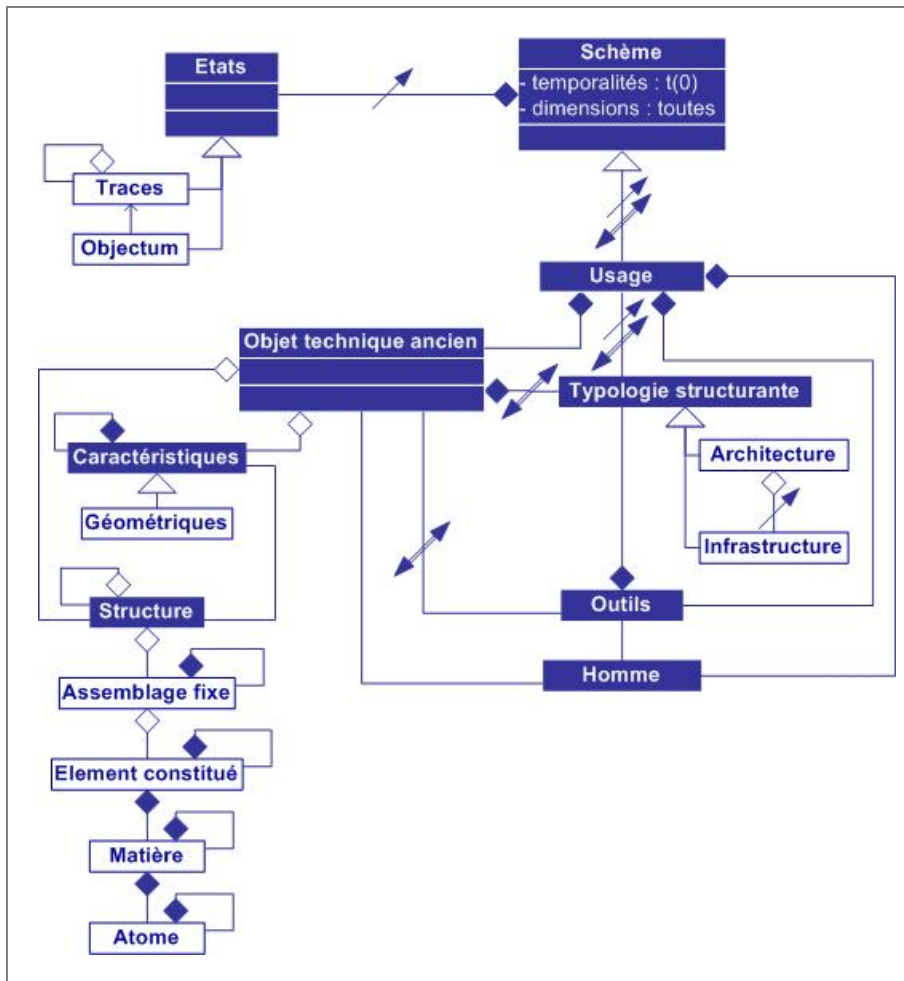 Schème
- temporalités : t(0)
- dimensions : toutes
Etats
Traces
Objectum
Usage
Objet technique ancien
Typologie structurante
Caractéristiques
Architecture
Géométriques
Infrastructure
Structure
Outils
Homme
Assemblage fixe
Element constitué
Matière
Atome